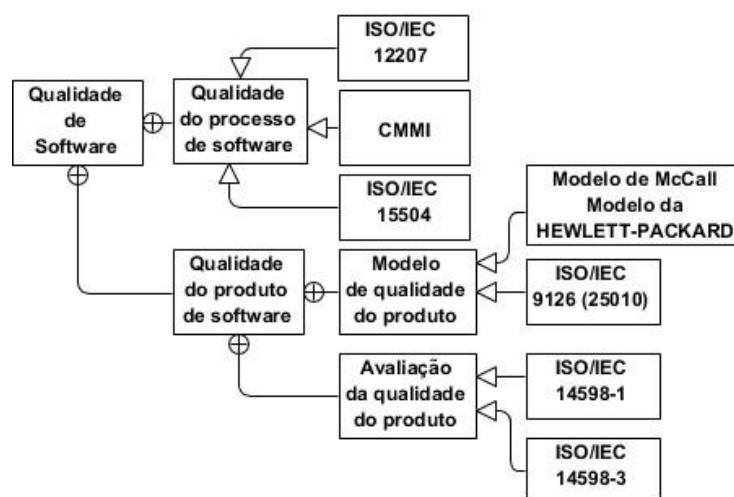 ISO/IEC
12207
Qualidade
de
Software
Qualidade
do processo
de software
CMMI
ISO/IEC
15504
Modelo de McCall
Modelo da
HEWLETT-PACKARD
Qualidade
do produto
de software
Modelo
de qualidade
do produto
ISO/IEC
9126 (25010)
Avaliação
da qualidade
do produto
ISO/IEC
14598-1
ISO/IEC
14598-3